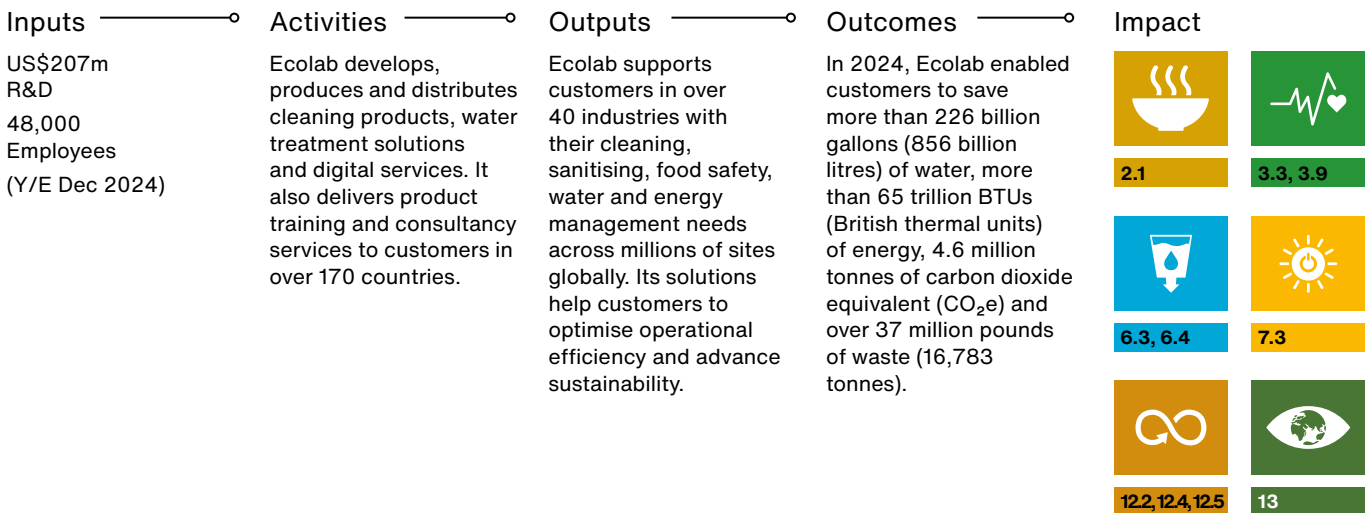 Inputs
US$207m
R&D
48,000
Employees
(Y/E Dec 2024)
Activities
Ecolab develops,
produces and distributes
cleaning products, water
treatment solutions
and digital services. It
also delivers product
training and consultancy
services to customers in
over 170 countries.
Outputs
Ecolab supports
customers in over
40 industries with
their cleaning,
sanitising, food safety,
water and energy
management needs
across millions of sites
globally. Its solutions
help customers to
optimise operational
efficiency and advance
sustainability.
Outcomes
In 2024, Ecolab enabled
customers to save
more than 226 billion
gallons (856 billion
litres) of water, more
than 65 trillion BTUs
(British thermal units)
of energy, 4.6 million
tonnes of carbon dioxide
equivalent (CO₂e) and
over 37 million pounds
of waste (16,783
tonnes).
Impact
2.1
3.3, 3.9
6.3, 6.4
7.3
12.2, 12.4, 12.5
13